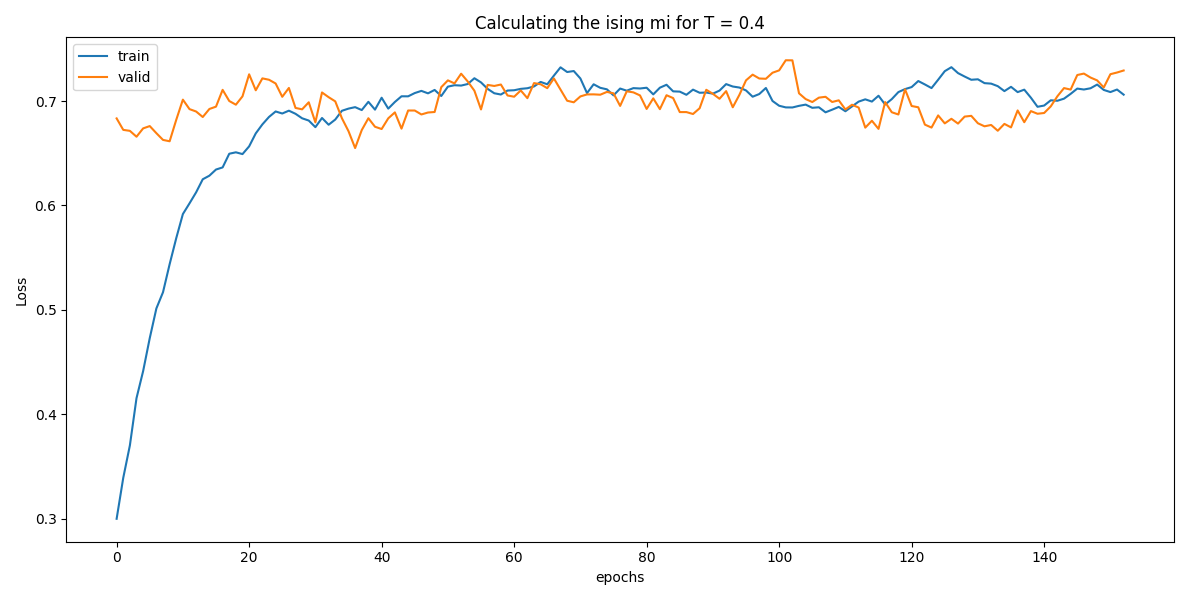 Calculating the ising mi for T = 0.4
train
valid
Loss
0.7
0.6
0.5
0.4
0.3
0 20 40 60 80 100 120 140
epochs